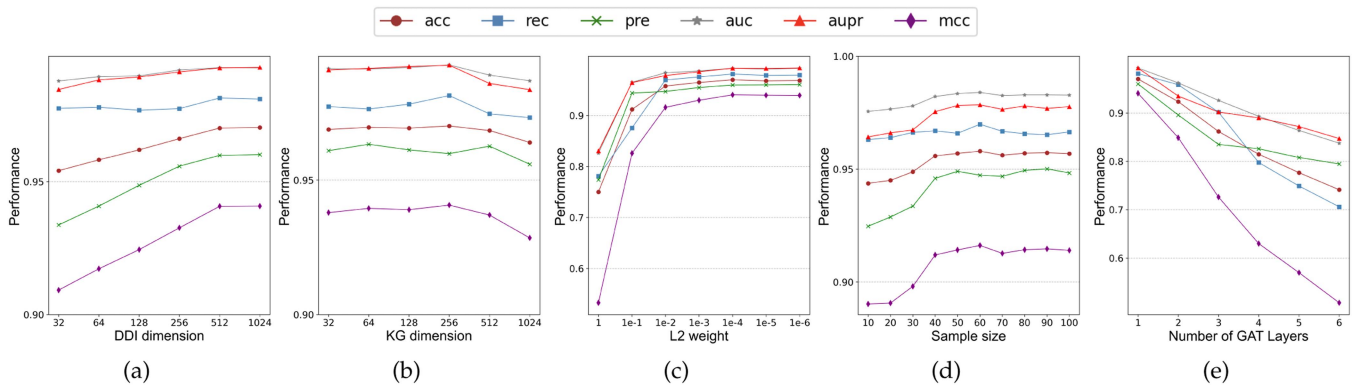 acc rec pre auc aupr mcc
Performance
0.95
0.90
32 64 128 256 512 1024
DDI dimension
(a)
Performance
0.95
0.90
32 64 128 256 512 1024
KG dimension
(b)
Performance
0.9
0.8
0.7
0.6
1 1e-1 1e-2 1e-3 1e-4 1e-5 1e-6
L2 weight
(c)
Performance
1.00
0.95
0.90
10 20 30 40 50 60 70 80 90 100
Sample size
(d)
Performance
0.9
0.8
0.7
0.6
1 2 3 4 5 6
Number of GAT Layers
(e)